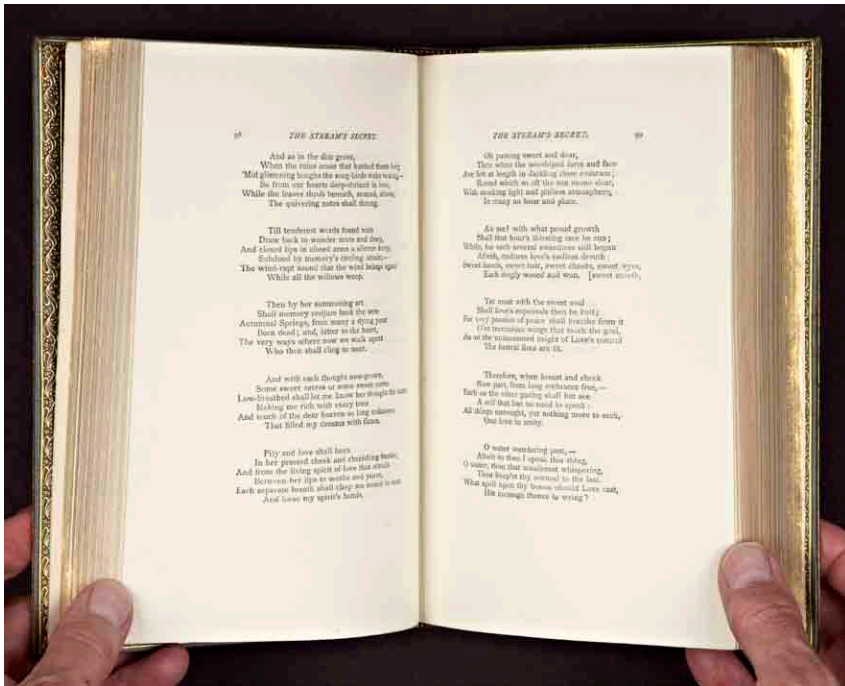 98 THE STREAM'S SECRET.
And as in the dim grove,
When the rains cease that hushed them long,
'Mid glistening boughs the song-birds wake to song,—
So from our hearts deep-shrined in love,
While the leaves throb beneath, around, above,
The quivering notes shall throng.
Till tenderest words found vain
Draw back to wonder mute and deep,
And closed lips in closed arms a silence keep,
Subdued by memory's circling strain,—
The wind-rapt sound that the wind brings again
While all the willows weep.
Then by her summoning art
Shall memory conjure back the sere
Autumnal Springs, from many a dying year
Born dead; and, bitter to the heart,
The very ways where now we walk apart
Who then shall cling so near.
And with each thought new-grown,
Some sweet caress or some sweet name
Low-breathed shall let me know her thought the same;
Making me rich with every tone
And touch of the dear heaven so long unknown
That filled my dreams with flame.
Pity and love shall burn
In her pressed cheek and cherishing hands;
And from the living spirit of love that stands
Between her lips to soothe and yearn,
Each separate breath shall clasp me round in turn
And loose my spirit's bands.
THE STREAM'S SECRET. 99
Oh passing sweet and dear,
Then when the worshipped form and face
Are felt at length in darkling close embrace;
Round which so oft the sun shone clear,
With mocking light and pitiless atmosphere,
In many an hour and place.
Ah me! with what proud growth
Shall that hour's thirsting race be run;
While, for each several sweetness still begun
Afresh, endures love's endless drouth:
Sweet hands, sweet hair, sweet cheeks, sweet eyes,
Each singly wooed and won. [sweet mouth,
Yet most with the sweet soul
Shall love's espousals then be knit;
For very passion of peace shall breathe from it
O'er tremulous wings that touch the goal,
As on the unmeasured height of Love's control
The lustral fires are lit.
Therefore, when breast and cheek
Now part, from long embraces free,—
Each on the other gazing shall but see
A self that has no need to speak:
All things unsought, yet nothing more to seek,—
One love in unity.
O water wandering past,—
Albeit to thee I speak this thing,
O water, thou that wanderest whispering,
Thou keep'st thy counsel to the last.
What spell upon thy bosom should Love cast,
His message thence to wring?